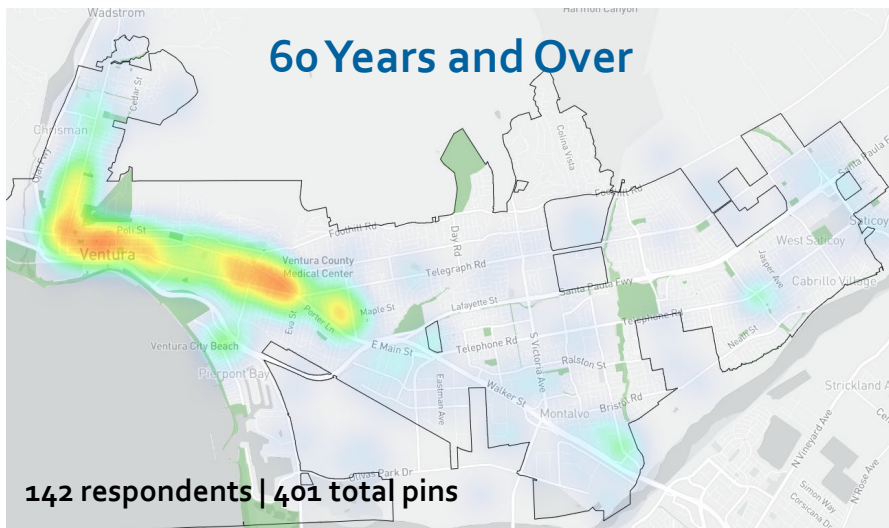 Harmon Canyon
Wadstrom
60 Years and Over
Cedar St
Chrisman
Ojai Fwy
Colina Vista
Santa Paula F
Foothill Rd
Poli St
Foothill Rd
Day Rd
Saticoy
Ventura
Ventura County
Medical Center
Telegraph Rd
West Saticoy
Jasper Ave
Santa Paula Fwy
Cabrillo Village
Maple St
Lafayette St
Eva St
Porter Ln
Telephone Rd
Neath St
Ventura City Beach
E Main St
Telephone Rd
S Victoria Ave
Ralston St
Pierpont Bay
Eastman Ave
Walker St
Bristol Rd
Strickland A
Montalvo
N Vineyard Ave
N Rose Ave
Olivas Park Dr
Simon Way
Corsicana Dr
142 respondents | 401 total pins